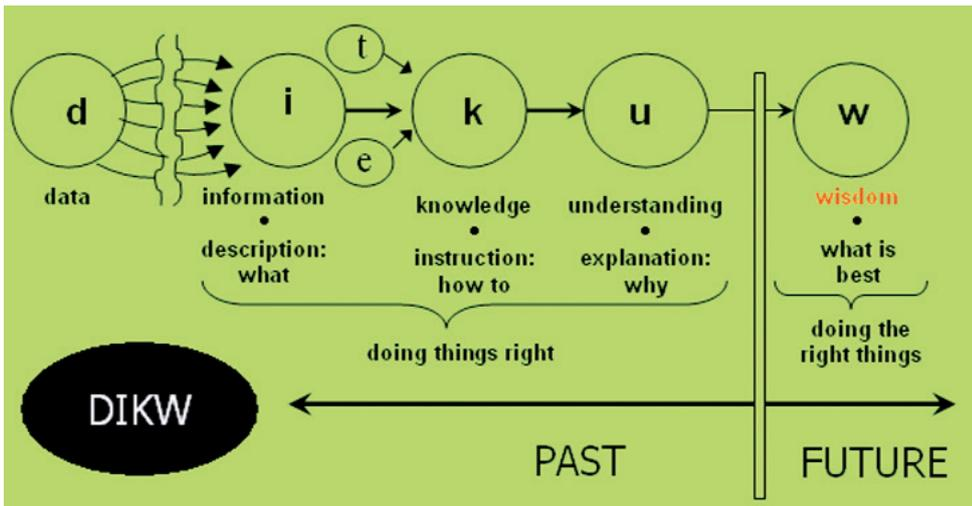 t
d
i
k
u
w
e
data
information
knowledge
understanding
wisdom
description:
what
instruction:
how to
explanation:
why
what is
best
doing things right
doing the
right things
DIKW
PAST
FUTURE